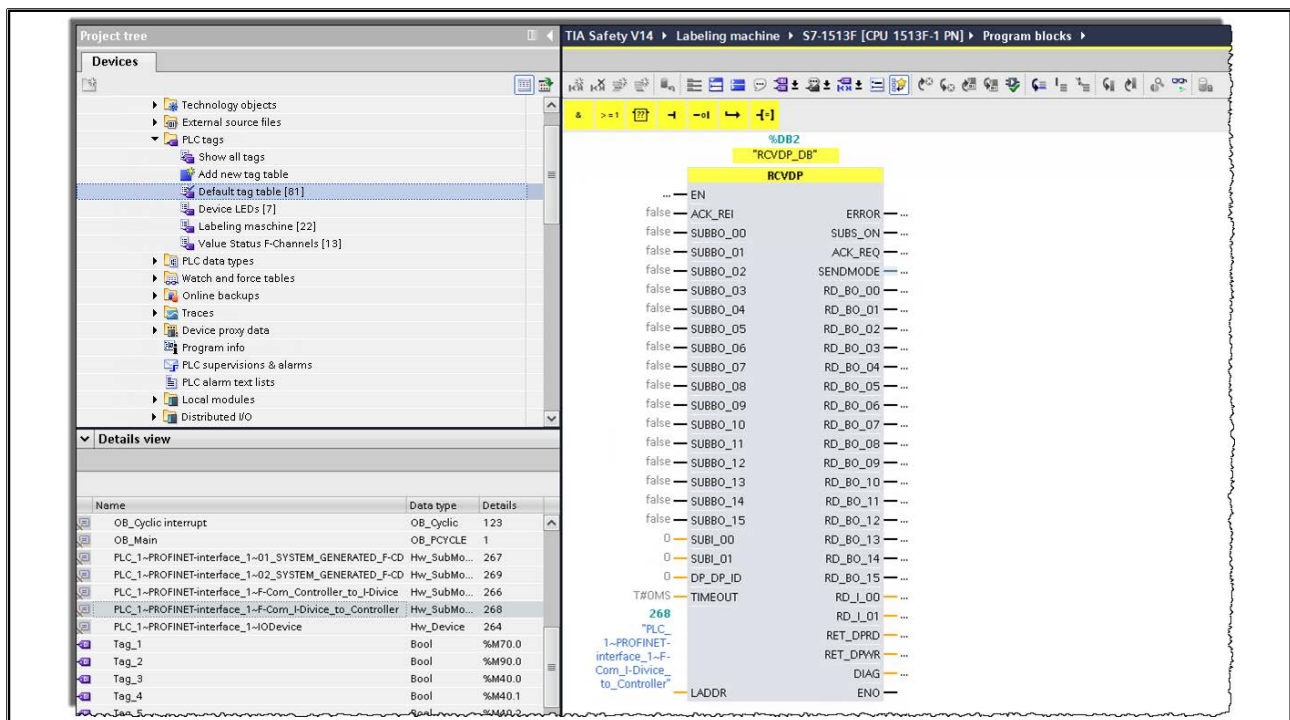 Project tree
Devices
Technology objects
External source files
PLC tags
Show all tags
Add new tag table
Default tag table [81]
Device LEDs [7]
Labeling maschine [22]
Value Status F-Channels [13]
PLC data types
Watch and force tables
Online backups
Traces
Device proxy data
Program info
PLC supervisions & alarms
PLC alarm text lists
Local modules
Distributed I/O
Details view
Name Data type Details
OB_Cyclic interrupt OB_Cyclic 123
OB_Main OB_PCYCLE 1
PLC_1~PROFINET-interface_1~01_SYSTEM_GENERATED_F-CD Hw_SubMo... 267
PLC_1~PROFINET-interface_1~02_SYSTEM_GENERATED_F-CD Hw_SubMo... 269
PLC_1~PROFINET-interface_1~F-Com_Controller_to_I-Divice Hw_SubMo... 266
PLC_1~PROFINET-interface_1~F-Com_I-Divice_to_Controller Hw_SubMo... 268
PLC_1~PROFINET-interface_1~IODevice Hw_Device 264
Tag_1 Bool %M70.0
Tag_2 Bool %M90.0
Tag_3 Bool %M40.0
Tag_4 Bool %M40.1
Tag_5 Bool %M40.2
TIA Safety V14 Labeling machine S7-1513F [CPU 1513F-1 PN] Program blocks
& >=1 ?? -o| -[=]
%DB2
"RCVDP_DB"
RCVDP
... EN
false ACK_REI ERROR ...
false SUBBO_00 SUBS_ON ...
false SUBBO_01 ACK_REQ ...
false SUBBO_02 SENDMODE ...
false SUBBO_03 RD_BO_00 ...
false SUBBO_04 RD_BO_01 ...
false SUBBO_05 RD_BO_02 ...
false SUBBO_06 RD_BO_03 ...
false SUBBO_07 RD_BO_04 ...
false SUBBO_08 RD_BO_05 ...
false SUBBO_09 RD_BO_06 ...
false SUBBO_10 RD_BO_07 ...
false SUBBO_11 RD_BO_08 ...
false SUBBO_12 RD_BO_09 ...
false SUBBO_13 RD_BO_10 ...
false SUBBO_14 RD_BO_11 ...
false SUBBO_15 RD_BO_12 ...
0 SUBI_00 RD_BO_13 ...
0 SUBI_01 RD_BO_14 ...
0 DP_DP_ID RD_BO_15 ...
T#0MS TIMEOUT RD_I_00 ...
268 RD_I_01 ...
"PLC_
1~PROFINET- RET_DPRD ...
interface_1~F- RET_DPWR ...
Com_I-Divice_ DIAG ...
to_Controller"
LADDR ENO